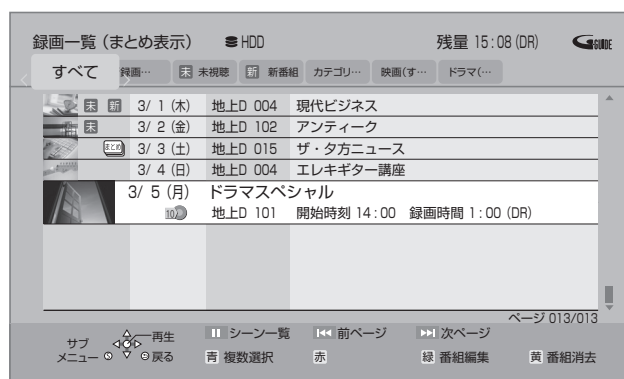 録画一覧 (まとめ表示) HDD 残量 15:08 (DR) GGUIDE
すべて 録画… 未 未視聴 新 新番組 カテゴリ… 映画(す… ドラマ(…
未 新 3/ 1 (木) 地上D 004 現代ビジネス
未 3/ 2 (金) 地上D 102 アンティーク
まとめ 3/ 3 (土) 地上D 015 ザ・夕方ニュース
3/ 4 (日) 地上D 004 エレキギター講座
3/ 5 (月) ドラマスペシャル
地上D 101 開始時刻 14:00 録画時間 1:00 (DR)
ページ 013/013
サブメニュー 再生 戻る
シーン一覧 前ページ 次ページ
青 複数選択 赤 緑 番組編集 黄 番組消去